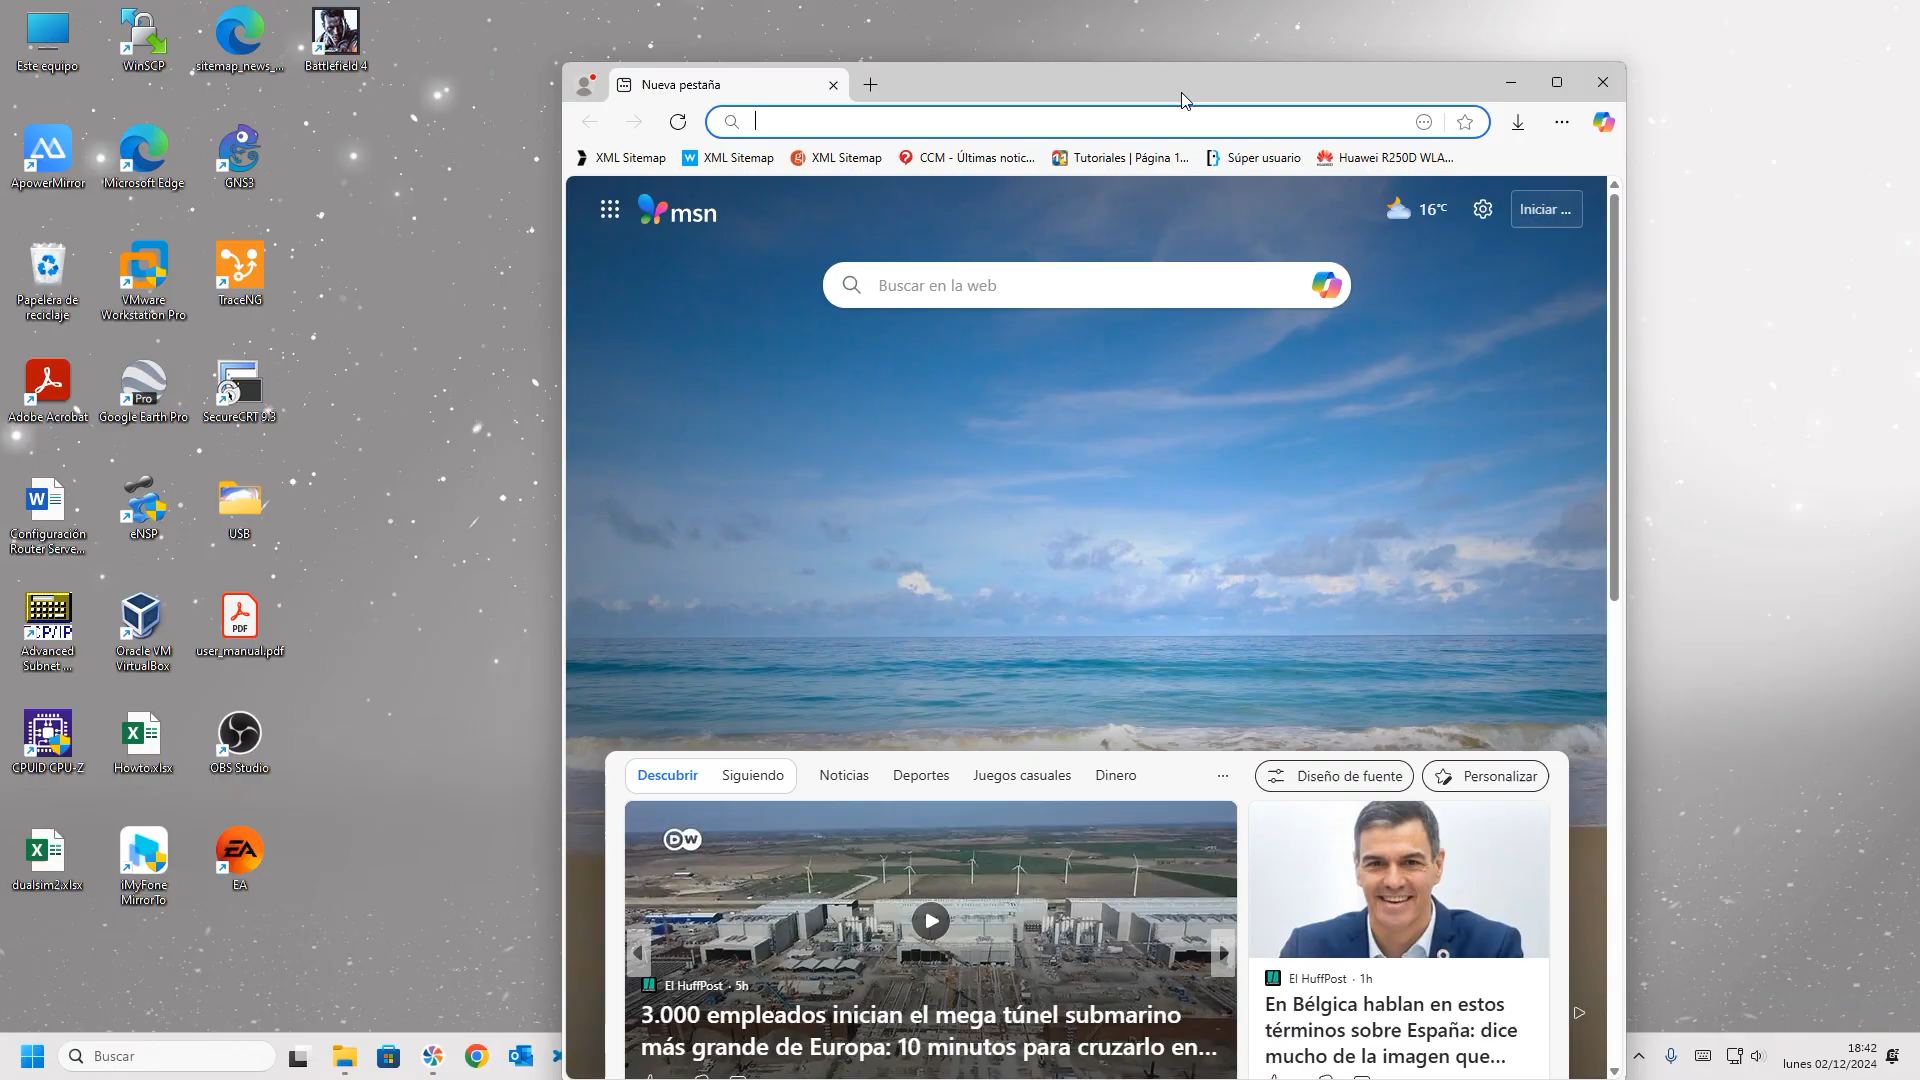 Este equipo
WinSCP
sitemap_news_...
Battlefield 4
ApowerMirror
Microsoft Edge
GNS3
Papelera de
reciclaje
VMware
Workstation Pro
TraceNG
Adobe Acrobat
Pro
Google Earth Pro
SecureCRT 9.3
Configuración
Router Serve...
eNSP
USB
TCP/IP
Advanced
Subnet ...
Oracle VM
VirtualBox
PDF
user_manual.pdf
CPUID CPU-Z
Howto.xlsx
OBS Studio
dualsim2.xlsx
iMyFone
MirrorTo
EA
EA
Nueva pestaña
XML Sitemap
XML Sitemap
XML Sitemap
CCM - Últimas notic...
Tutoriales | Página 1...
Súper usuario
Huawei R250D WLA...
msn
16°C
Iniciar ...
Buscar en la web
Descubrir
Siguiendo
Noticias
Deportes
Juegos casuales
Dinero
...
Diseño de fuente
Personalizar
DW
El HuffPost · 5h
3.000 empleados inician el mega túnel submarino
más grande de Europa: 10 minutos para cruzarlo en...
El HuffPost · 1h
En Bélgica hablan en estos
términos sobre España: dice
mucho de la imagen que...
Buscar
18:42
lunes 02/12/2024